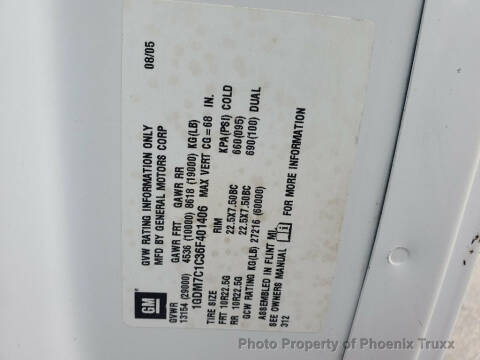 GM
GVW RATING INFORMATION ONLY
MFD BY GENERAL MOTORS CORP
08/05
GVWR GAWR FRT GAWR RR KG(LB)
13154 (29000) 4536 (10000) 8618 (19000)
1GDM7C1C36F401406 MAX VERT CG=68 IN.
TIRE SIZE RIM KPA(PSI) COLD
FRT 10R22.5G 22.5X7.50BC 660(095)
RR 10R22.5G 22.5X7.50BC 690(100) DUAL
GCW RATING KG(LB) 27216 (60000)
ASSEMBLED IN FLINT MI.
SEE OWNERS MANUAL i FOR MORE INFORMATION
312
Photo Property of Phoenix Truxx